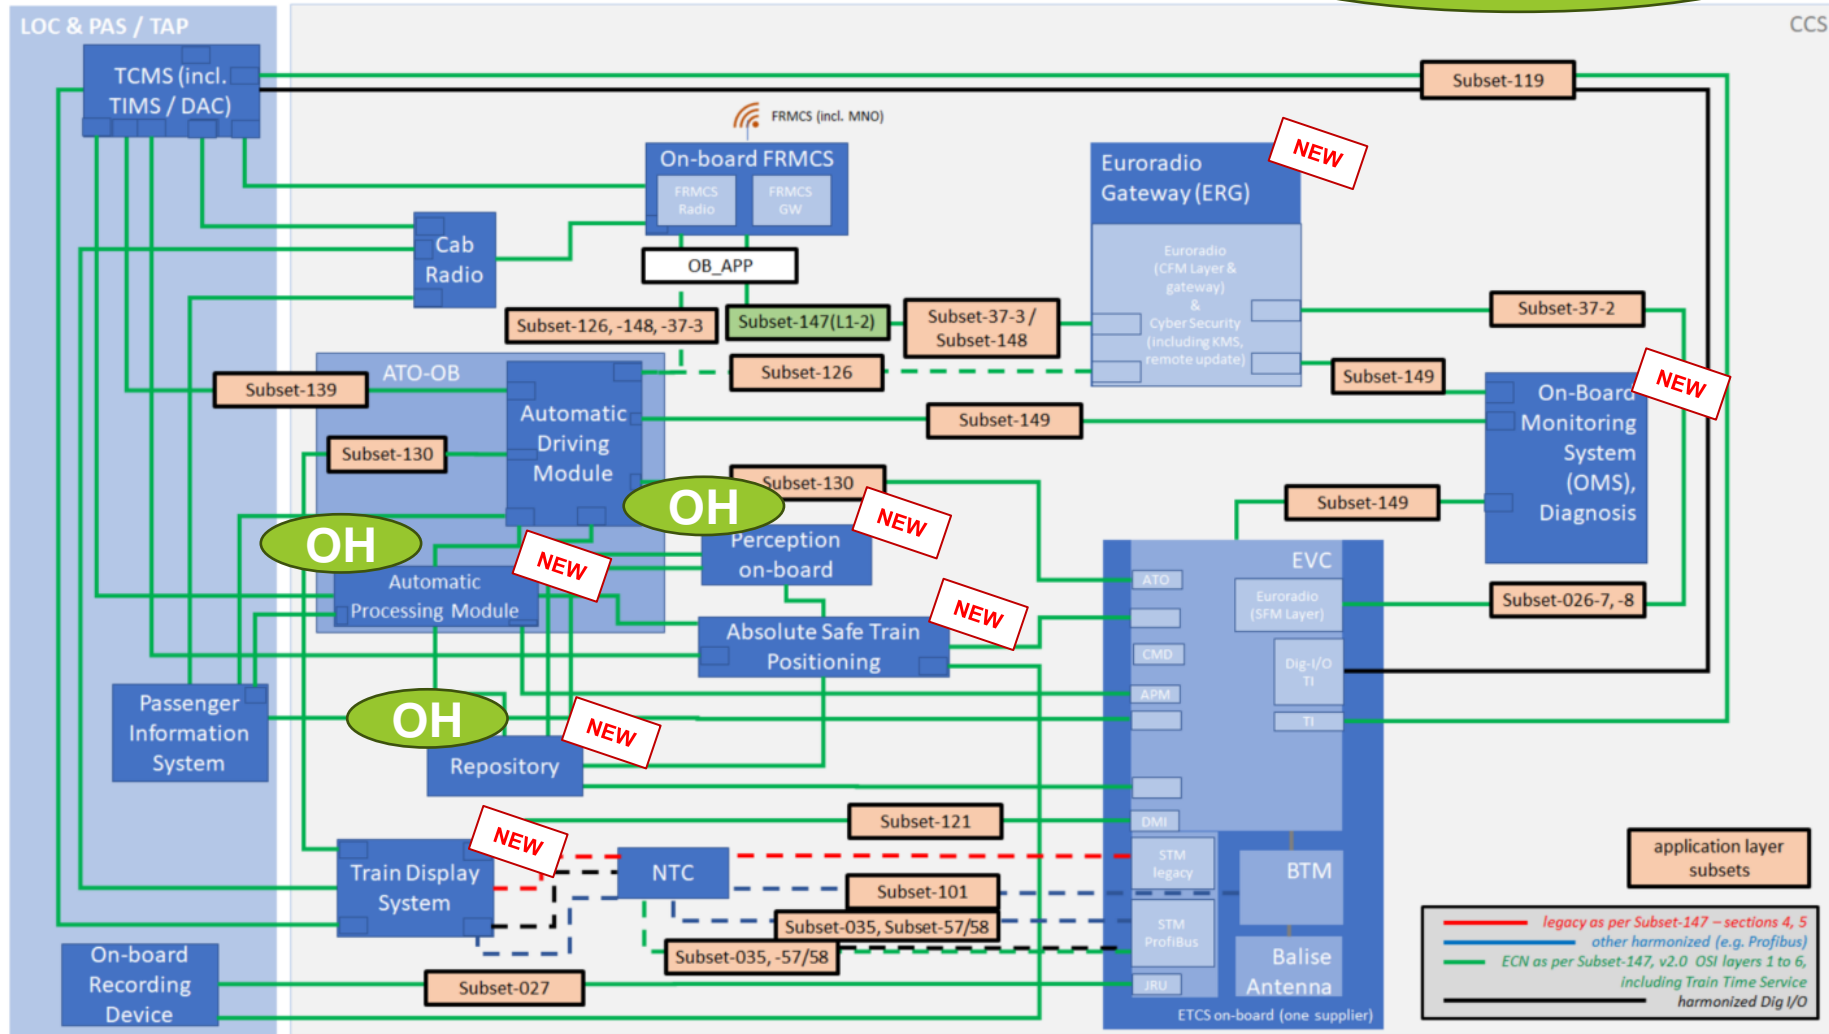 LOC & PAS / TAP
CCS
TCMS (incl.
TIMS / DAC)
Subset-119
FRMCS (incl. MNO)
On-board FRMCS
FRMCS
Radio
FRMCS
GW
Euroradio
Gateway (ERG)
NEW
Cab
Radio
OB_APP
Euroradio
(CFM Layer &
gateway)
&
Cyber Security
(including KMS,
remote update)
Subset-126, -148, -37-3
Subset-147(L1-2)
Subset-37-3 /
Subset-148
Subset-37-2
ATO-OB
Subset-139
Subset-126
Subset-149
NEW
Automatic
Driving
Module
Subset-149
On-Board
Monitoring
System
(OMS),
Diagnosis
Subset-130
Subset-130
OH
NEW
Subset-149
OH
NEW
Perception
on-board
EVC
ATO
Automatic
Processing Module
NEW
Euroradio
(SFM Layer)
Subset-026-7, -8
Absolute Safe Train
Positioning
CMD
Dig-I/O
TI
APM
TI
Passenger
Information
System
OH
NEW
Repository
Subset-121
DMI
NEW
Train Display
System
NTC
STM
legacy
BTM
application layer
subsets
Subset-101
Subset-035, Subset-57/58
STM
ProfiBus
Subset-035, -57/58
Balise
Antenna
On-board
Recording
Device
Subset-027
JRU
ETCS on-board (one supplier)
legacy as per Subset-147 – sections 4, 5
other harmonized (e.g. Profibus)
ECN as per Subset-147, v2.0 OSI layers 1 to 6,
including Train Time Service
harmonized Dig I/O